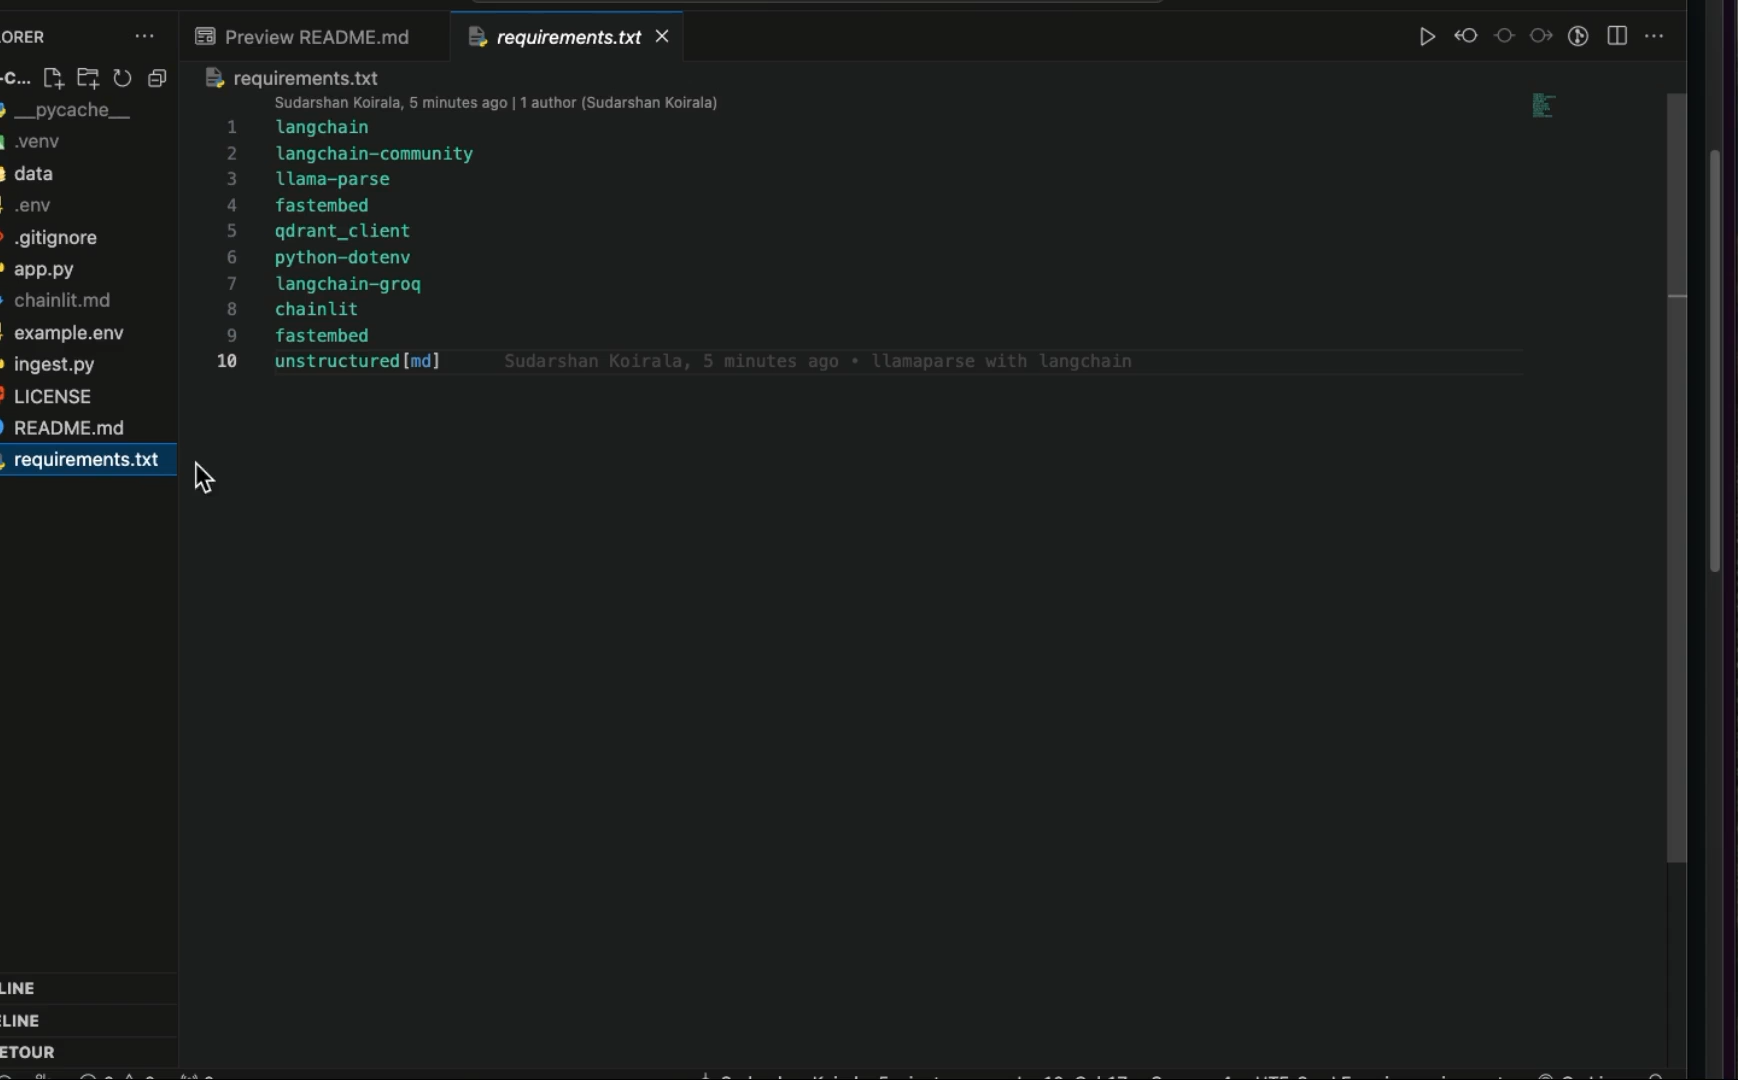 ORER
···
Preview README.md
requirements.txt
-C...
requirements.txt
__pycache__
Sudarshan Koirala, 5 minutes ago | 1 author (Sudarshan Koirala)
1 langchain
.venv
2 langchain-community
data
3 llama-parse
.env
4 fastembed
5 qdrant_client
.gitignore
6 python-dotenv
app.py
7 langchain-groq
chainlit.md
8 chainlit
example.env
9 fastembed
ingest.py
10 unstructured[md] Sudarshan Koirala, 5 minutes ago • llamaparse with langchain
LICENSE
README.md
requirements.txt
LINE
ELINE
ETOUR